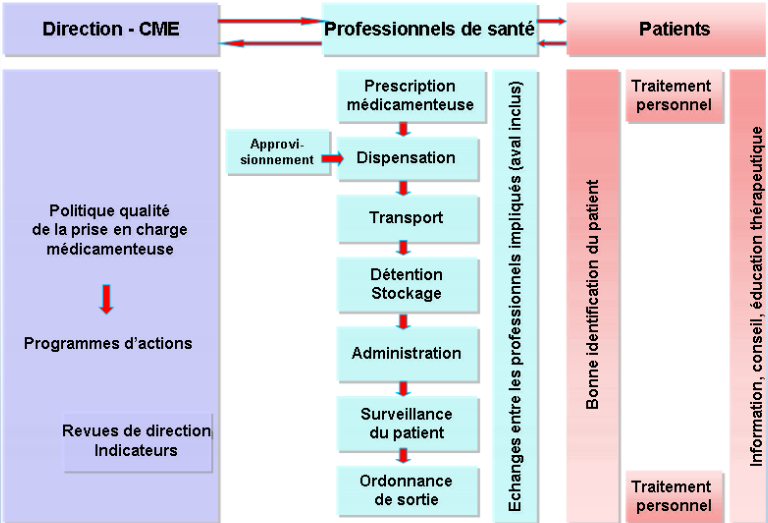 Direction - CME
Professionnels de santé
Patients
Politique qualité
de la prise en charge
médicamenteuse
Programmes d’actions
Revues de direction
Indicateurs
Approvi-
sionnement
Prescription
médicamenteuse
Dispensation
Transport
Détention
Stockage
Administration
Surveillance
du patient
Ordonnance
de sortie
Echanges entre les professionnels impliqués (aval inclus)
Bonne identification du patient
Traitement
personnel
Traitement
personnel
Information, conseil, éducation thérapeutique